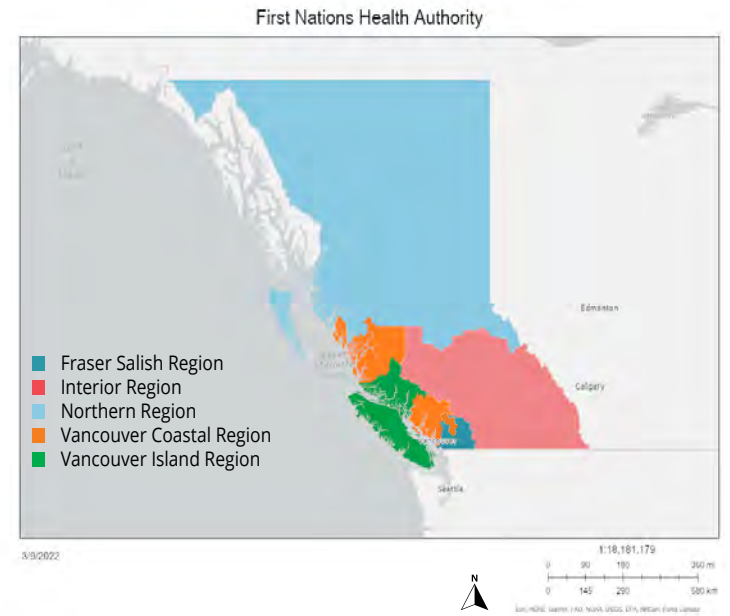 First Nations Health Authority
Edmonton
Calgary
Fraser Salish Region
Interior Region
Northern Region
Vancouver Coastal Region
Vancouver Island Region
Seattle
3/9/2022
1:18,181,179
0 90 180 360 mi
0 145 290 580 km
N